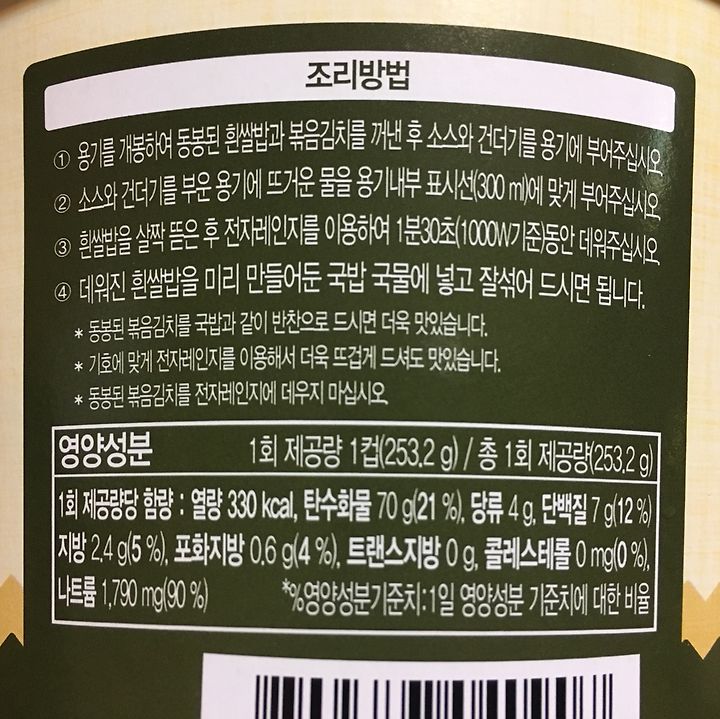 조리방법
① 용기를 개봉하여 동봉된 흰쌀밥과 볶음김치를 꺼낸 후 소스와 건더기를 용기에 부어주십시오.
② 소스와 건더기를 부운 용기에 뜨거운 물을 용기내부 표시선(300 ml)에 맞게 부어주십시오.
③ 흰쌀밥을 살짝 뜯은 후 전자레인지를 이용하여 1분30초(1000W기준)동안 데워주십시오.
④ 데워진 흰쌀밥을 미리 만들어둔 국밥 국물에 넣고 잘섞어 드시면 됩니다.
* 동봉된 볶음김치를 국밥과 같이 반찬으로 드시면 더욱 맛있습니다.
* 기호에 맞게 전자레인지를 이용해서 더욱 뜨겁게 드셔도 맛있습니다.
* 동봉된 볶음김치를 전자레인지에 데우지 마십시오.
영양성분 1회 제공량 1컵(253.2 g) / 총 1회 제공량(253.2 g)
1회 제공량당 함량 : 열량 330 kcal, 탄수화물 70 g(21 %), 당류 4 g, 단백질 7 g(12 %)
지방 2.4 g(5 %), 포화지방 0.6 g(4 %), 트랜스지방 0 g, 콜레스테롤 0 mg(0 %),
나트륨 1,790 mg(90 %) *%영양성분기준치:1일 영양성분 기준치에 대한 비율